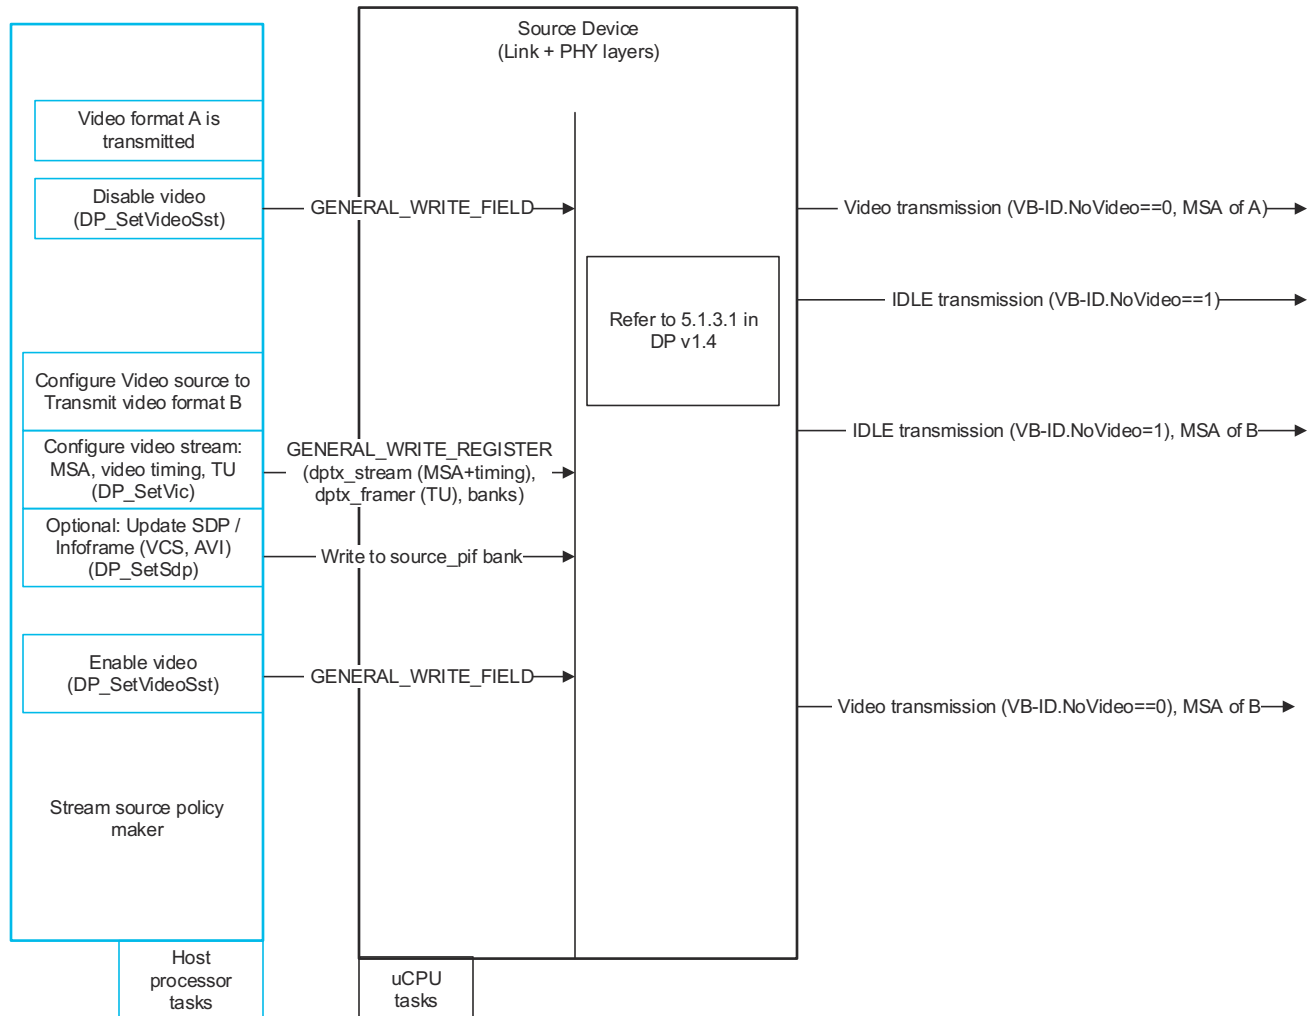 Source Device
(Link + PHY layers)
Video format A is
transmitted
Disable video
(DP_SetVideoSst)
GENERAL_WRITE_FIELD
Video transmission (VB-ID.NoVideo==0, MSA of A)
IDLE transmission (VB-ID.NoVideo==1)
Refer to 5.1.3.1 in
DP v1.4
Configure Video source to
Transmit video format B
IDLE transmission (VB-ID.NoVideo=1), MSA of B
Configure video stream:
MSA, video timing, TU
(DP_SetVic)
GENERAL_WRITE_REGISTER
(dptx_stream (MSA+timing),
dptx_framer (TU), banks)
Optional: Update SDP /
Infoframe (VCS, AVI)
(DP_SetSdp)
Write to source_pif bank
Enable video
(DP_SetVideoSst)
GENERAL_WRITE_FIELD
Video transmission (VB-ID.NoVideo==0), MSA of B
Stream source policy
maker
Host
processor
tasks
uCPU
tasks